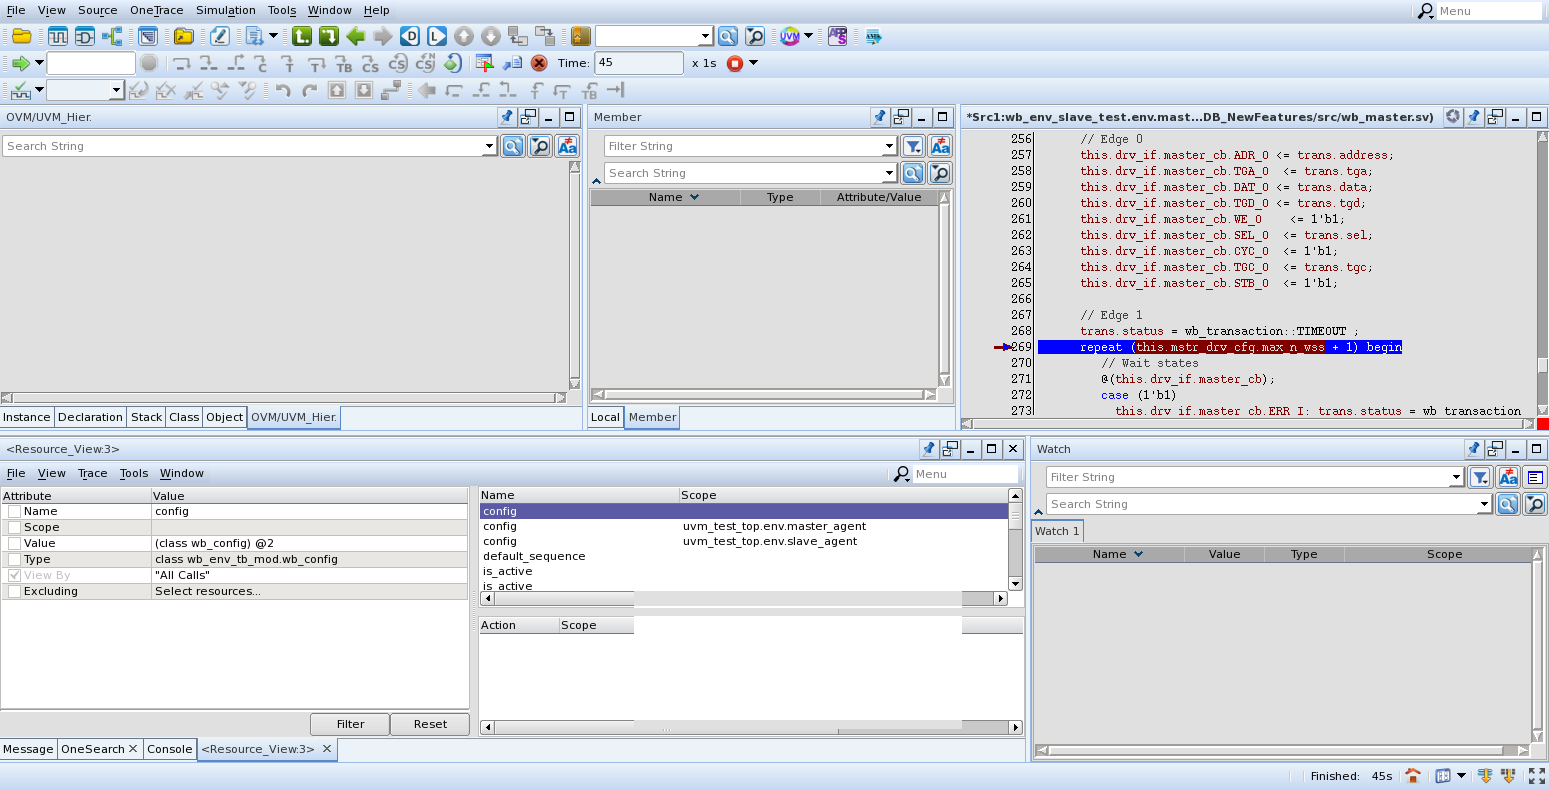 File View Source OneTrace Simulation Tools Window Help Menu
Time: 45 x 1s
OVM/UVM_Hier.
Search String
Instance Declaration Stack Class Object OVM/UVM_Hier.
Member
Filter String
Search String
Name Type Attribute/Value
Local Member
*Src1:wb_env_slave_test.env.mast...DB_NewFeatures/src/wb_master.sv)
256 // Edge 0
257 this.drv_if.master_cb.ADR_O <= trans.address;
258 this.drv_if.master_cb.TGA_O <= trans.tga;
259 this.drv_if.master_cb.DAT_O <= trans.data;
260 this.drv_if.master_cb.TGD_O <= trans.tgd;
261 this.drv_if.master_cb.WE_O <= 1'b1;
262 this.drv_if.master_cb.SEL_O <= trans.sel;
263 this.drv_if.master_cb.CYC_O <= 1'b1;
264 this.drv_if.master_cb.TGC_O <= trans.tgc;
265 this.drv_if.master_cb.STB_O <= 1'b1;
266
267 // Edge 1
268 trans.status = wb_transaction::TIMEOUT ;
269 repeat (this.mstr_drv_cfg.max_n_wss + 1) begin
270 // Wait states
271 @(this.drv_if.master_cb);
272 case (1'b1)
273 this.drv_if.master_cb.ERR_I: trans.status = wb_transaction
<Resource_View:3>
File View Trace Tools Window Menu
Attribute Value
Name config
Scope
Value (class wb_config) @2
Type class wb_env_tb_mod.wb_config
View By "All Calls"
Excluding Select resources...
Filter Reset
Name Scope
config
config uvm_test_top.env.master_agent
config uvm_test_top.env.slave_agent
default_sequence
is_active
is_active
Action Scope
Message OneSearch Console <Resource_View:3>
Watch
Filter String
Search String
Watch 1
Name Value Type Scope
Finished: 45s